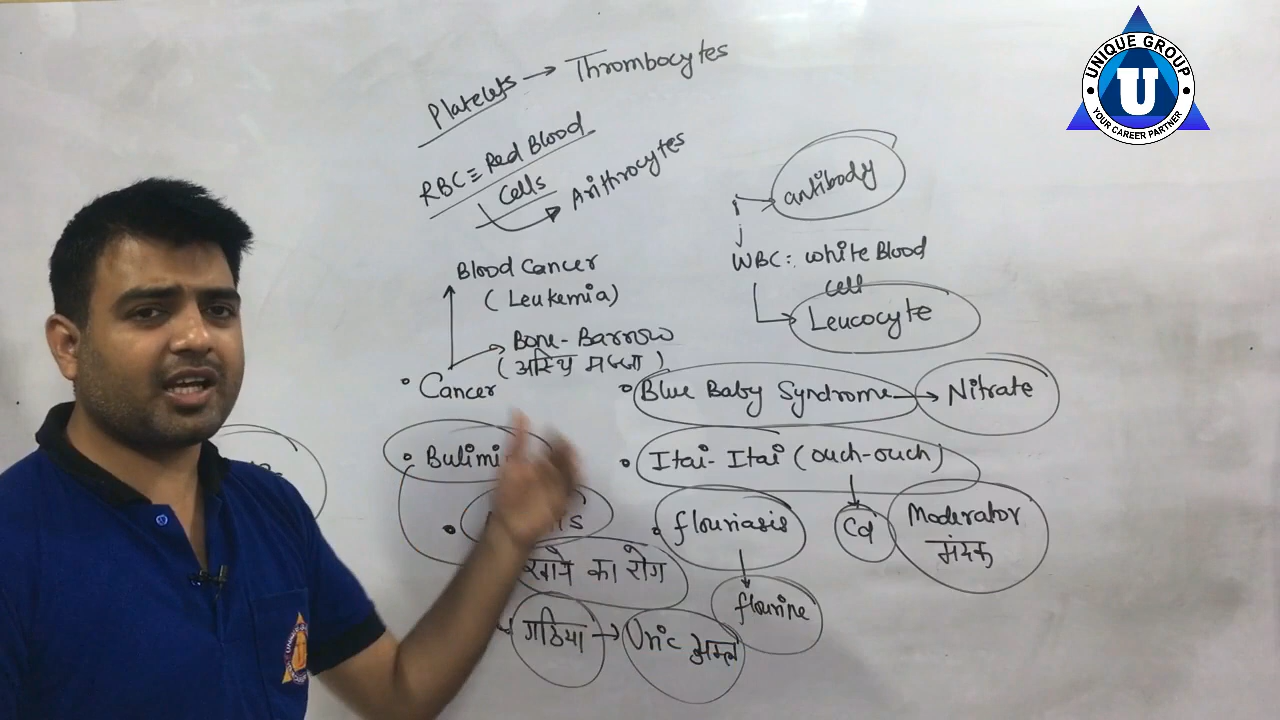 UNIQUE GROUP
U
YOUR CAREER PARTNER
Platelets → Thrombocytes
RBC = Red Blood
Cells → Arithrocytes
antibody
WBC: white Blood
cell
Leucocyte
Blood Cancer
(Leukemia)
Bone-Barrow
(अस्थि मज्जा)
• Cancer
• Blue Baby Syndrome → Nitrate
• Itai-Itai (ouch-ouch)
Cd
Moderator
मंदक
• flouriasis
flourine
खाने का रोग
गठिया → Uric अम्ल